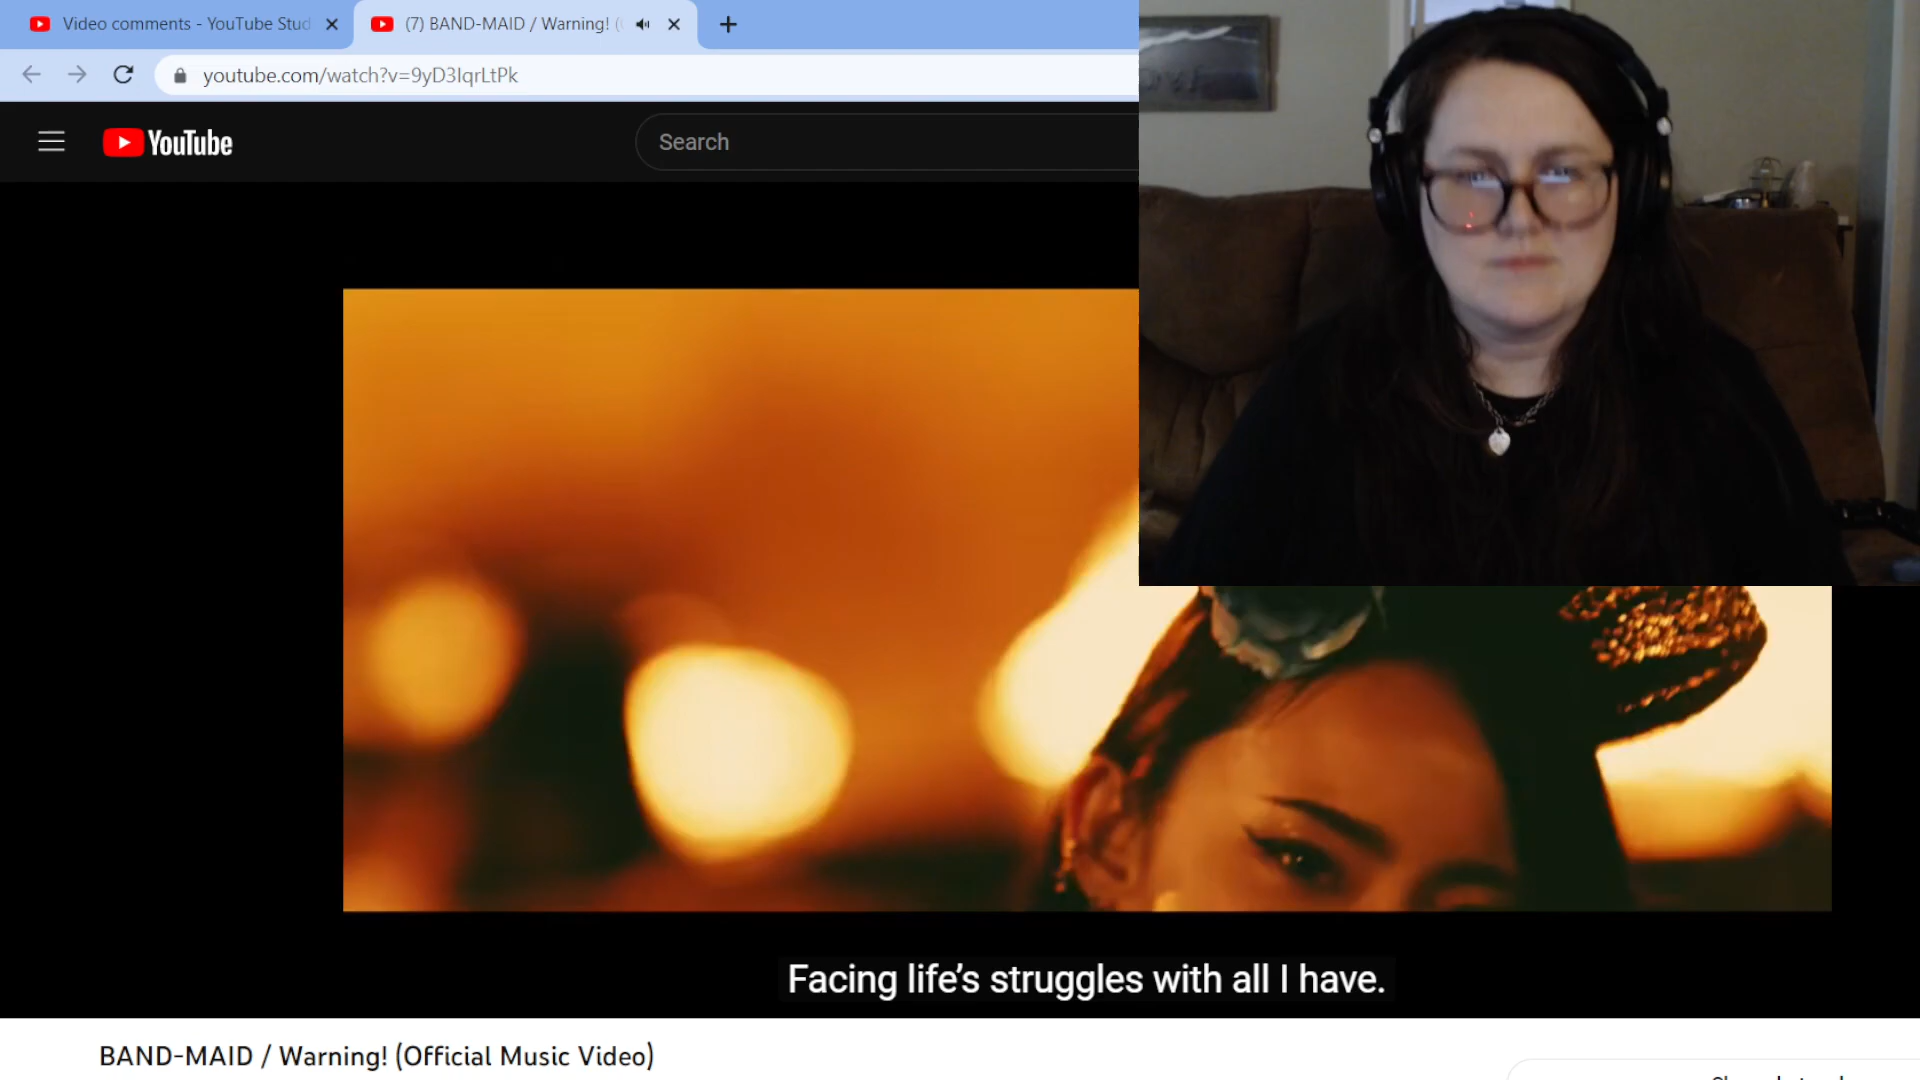 Video comments - YouTube Stud
(7) BAND-MAID / Warning! (
youtube.com/watch?v=9yD3IqrLtPk
YouTube
Search
Facing life’s struggles with all I have.
BAND-MAID / Warning! (Official Music Video)